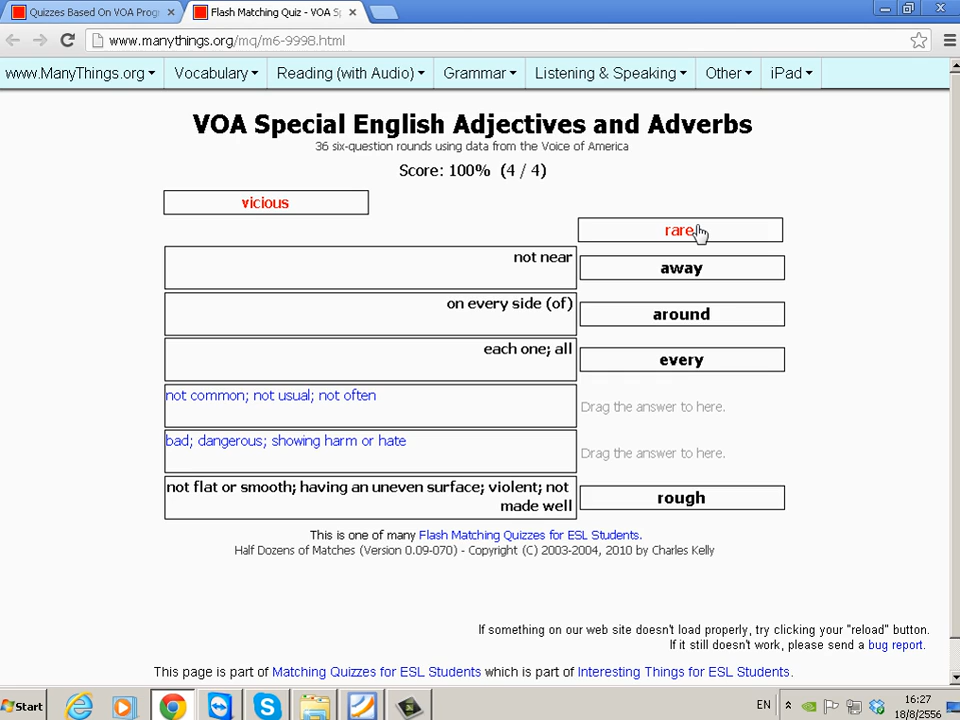 Quizzes Based On VOA Prog
Flash Matching Quiz - VOA Sp
www.manythings.org/mq/m6-9998.html
www.ManyThings.org Vocabulary Reading (with Audio) Grammar Listening & Speaking Other iPad
VOA Special English Adjectives and Adverbs
36 six-question rounds using data from the Voice of America
Score: 100% (4 / 4)
vicious
rare
not near away
on every side (of) around
each one; all every
not common; not usual; not often Drag the answer to here.
bad; dangerous; showing harm or hate Drag the answer to here.
not flat or smooth; having an uneven surface; violent; not
made well
rough
This is one of many Flash Matching Quizzes for ESL Students.
Half Dozens of Matches (Version 0.09-070) - Copyright (C) 2003-2004, 2010 by Charles Kelly
If something on our web site doesn't load properly, try clicking your "reload" button.
If it still doesn't work, please send a bug report.
This page is part of Matching Quizzes for ESL Students which is part of Interesting Things for ESL Students.
Start EN 16:27
18/8/2556